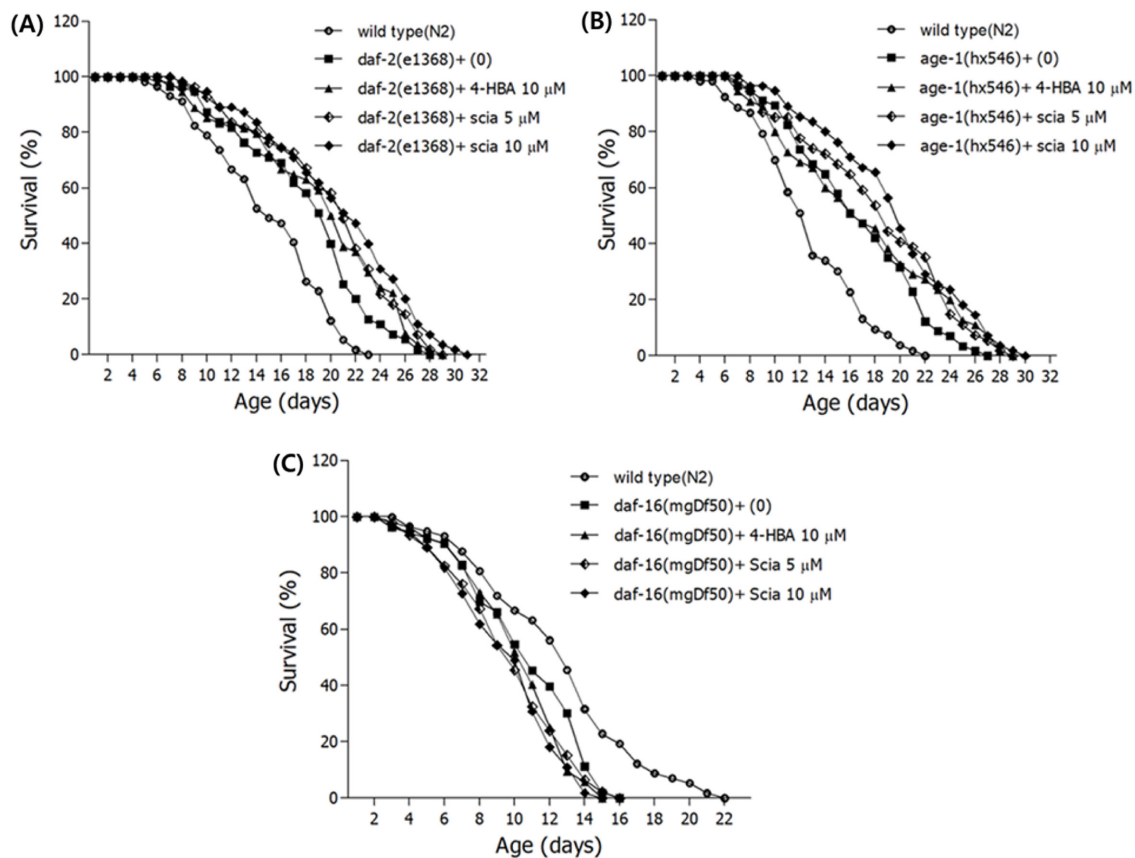 (A)
120
100
80
60
40
20
0
Survival (%)
2 4 6 8 10 12 14 16 18 20 22 24 26 28 30 32
Age (days)
wild type(N2)
daf-2(e1368)+ (0)
daf-2(e1368)+ 4-HBA 10 μM
daf-2(e1368)+ scia 5 μM
daf-2(e1368)+ scia 10 μM
(B)
120
100
80
60
40
20
0
Survival (%)
2 4 6 8 10 12 14 16 18 20 22 24 26 28 30 32
Age (days)
wild type(N2)
age-1(hx546)+ (0)
age-1(hx546)+ 4-HBA 10 μM
age-1(hx546)+ scia 5 μM
age-1(hx546)+ scia 10 μM
(C)
120
100
80
60
40
20
0
Survival (%)
2 4 6 8 10 12 14 16 18 20 22
Age (days)
wild type(N2)
daf-16(mgDf50)+ (0)
daf-16(mgDf50)+ 4-HBA 10 μM
daf-16(mgDf50)+ Scia 5 μM
daf-16(mgDf50)+ Scia 10 μM